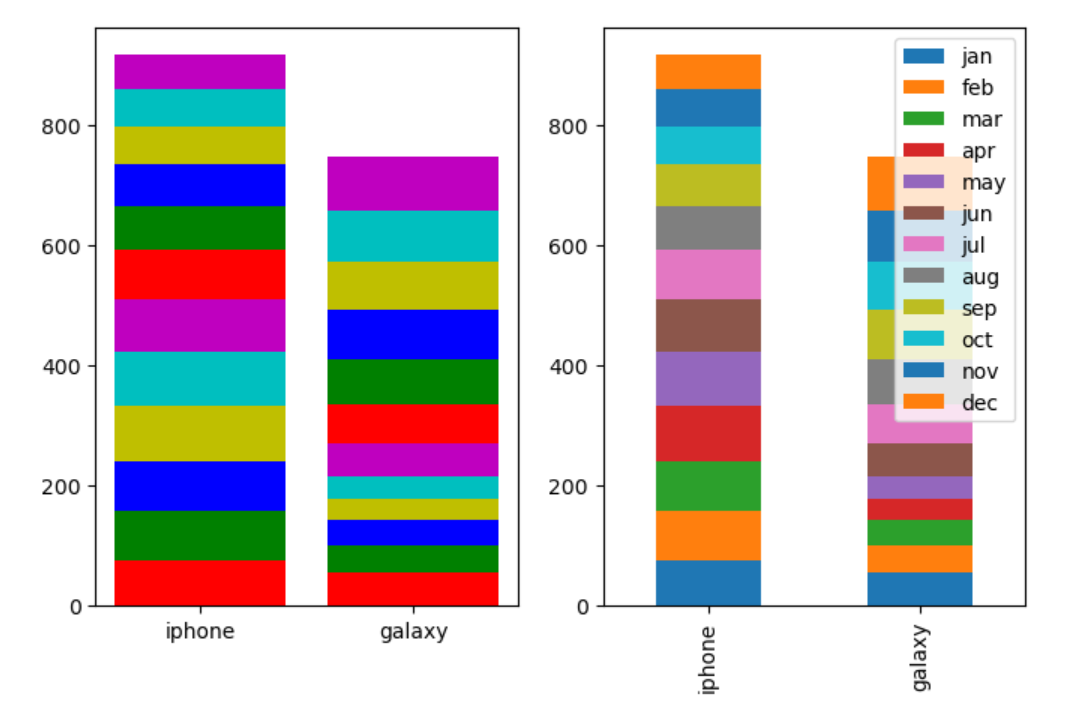 800
600
400
200
0
iphone
galaxy
800
600
400
200
0
jan
feb
mar
apr
may
jun
jul
aug
sep
oct
nov
dec
iphone
galaxy